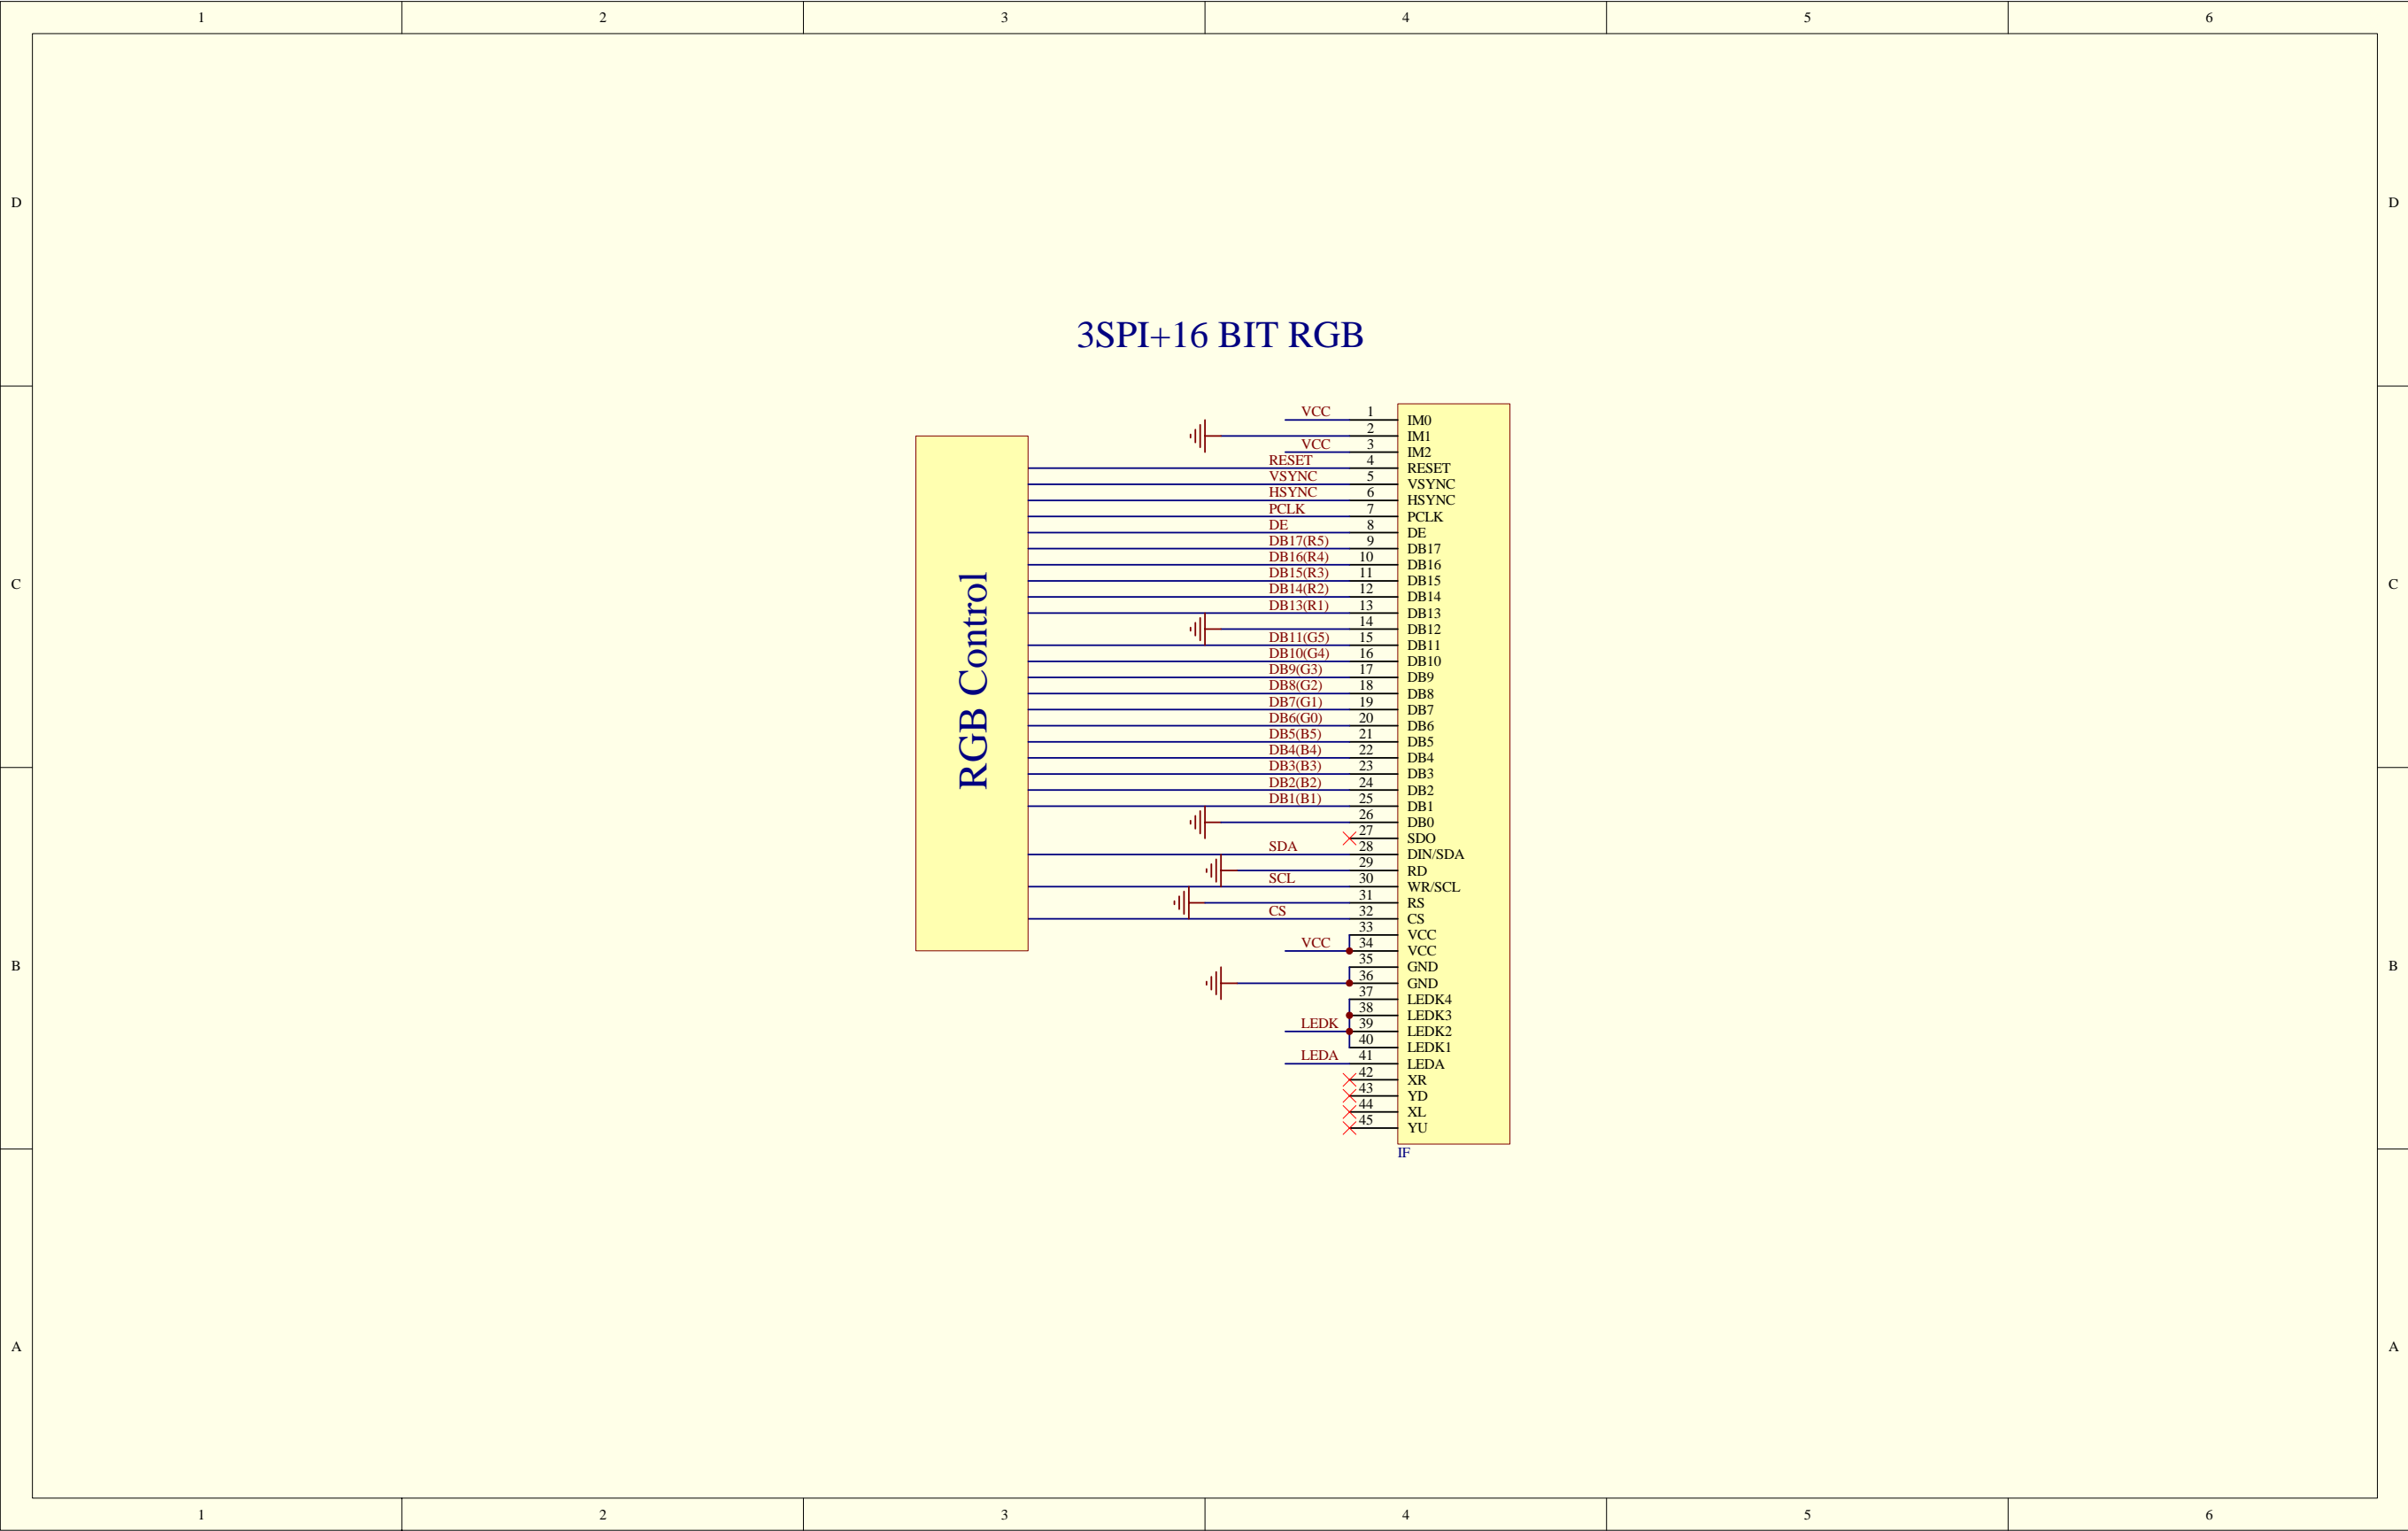 1 2 3 4 5 6
D D
3SPI+16 BIT RGB
VCC 1 IM0
2 IM1
VCC 3 IM2
RESET 4 RESET
VSYNC 5 VSYNC
HSYNC 6 HSYNC
PCLK 7 PCLK
DE 8 DE
DB17(R5) 9 DB17
DB16(R4) 10 DB16
DB15(R3) 11 DB15
C C
DB14(R2) 12 DB14
DB13(R1) 13 DB13
14 DB12
DB11(G5) 15 DB11
DB10(G4) 16 DB10
DB9(G3) 17 DB9
RGB Control
DB8(G2) 18 DB8
DB7(G1) 19 DB7
DB6(G0) 20 DB6
DB5(B5) 21 DB5
DB4(B4) 22 DB4
DB3(B3) 23 DB3
DB2(B2) 24 DB2
DB1(B1) 25 DB1
26 DB0
27 SDO
SDA 28 DIN/SDA
29 RD
SCL 30 WR/SCL
31 RS
CS 32 CS
33 VCC
VCC 34 VCC
B B
35 GND
36 GND
37 LEDK4
38 LEDK3
LEDK 39 LEDK2
40 LEDK1
LEDA 41 LEDA
42 XR
43 YD
44 XL
45 YU
IF
A A
1 2 3 4 5 6